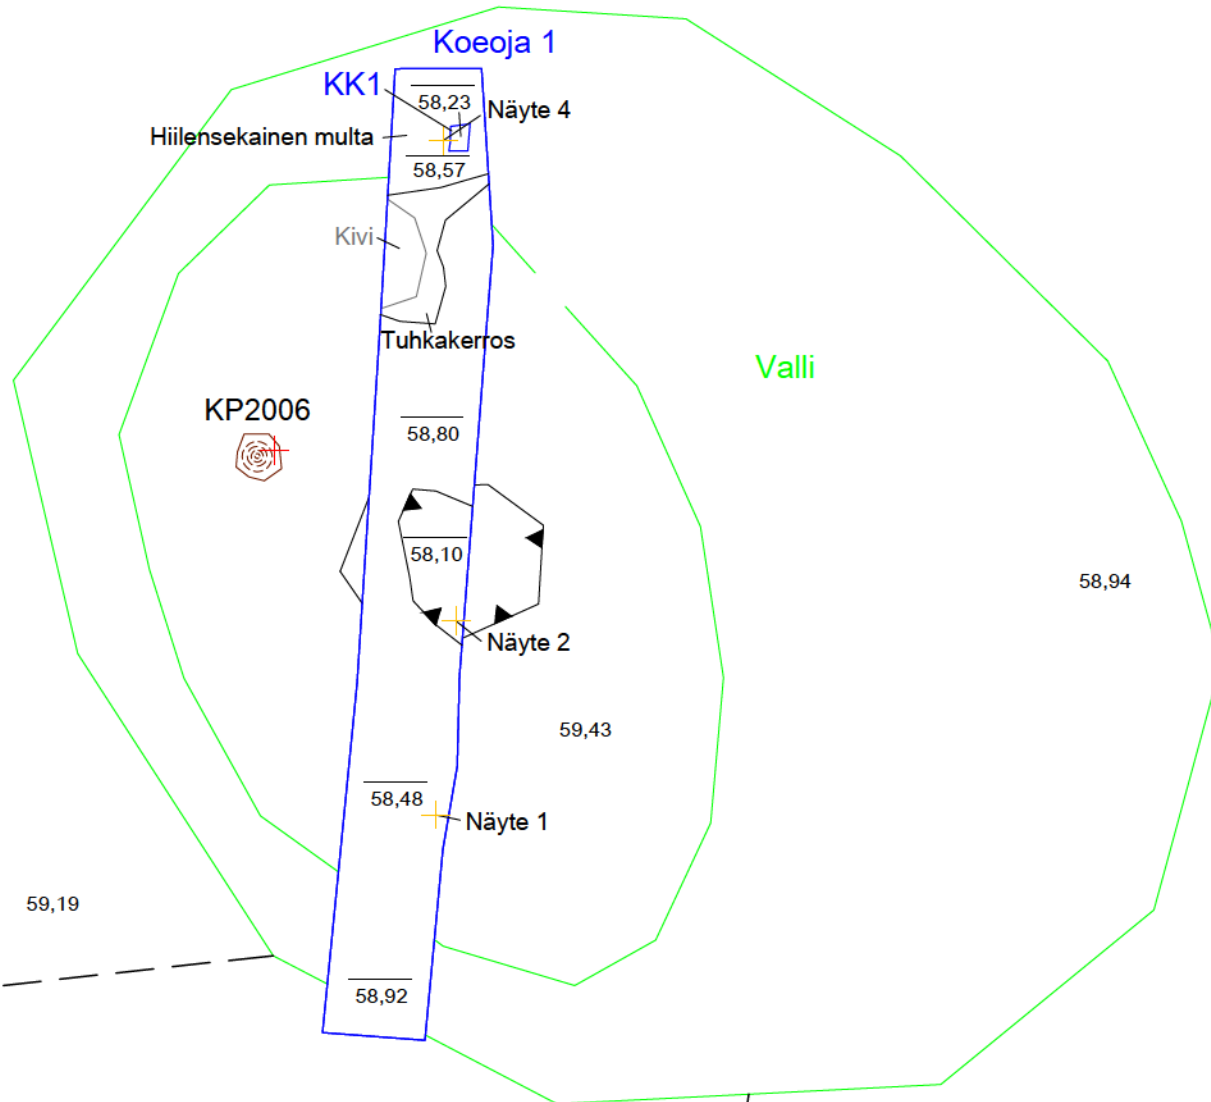 Koeoja 1
KK1
58,23
Näyte 4
Hiilensekainen multa
58,57
Kivi
Tuhkakerros
Valli
KP2006
58,80
58,10
58,94
Näyte 2
59,43
58,48
Näyte 1
59,19
58,92